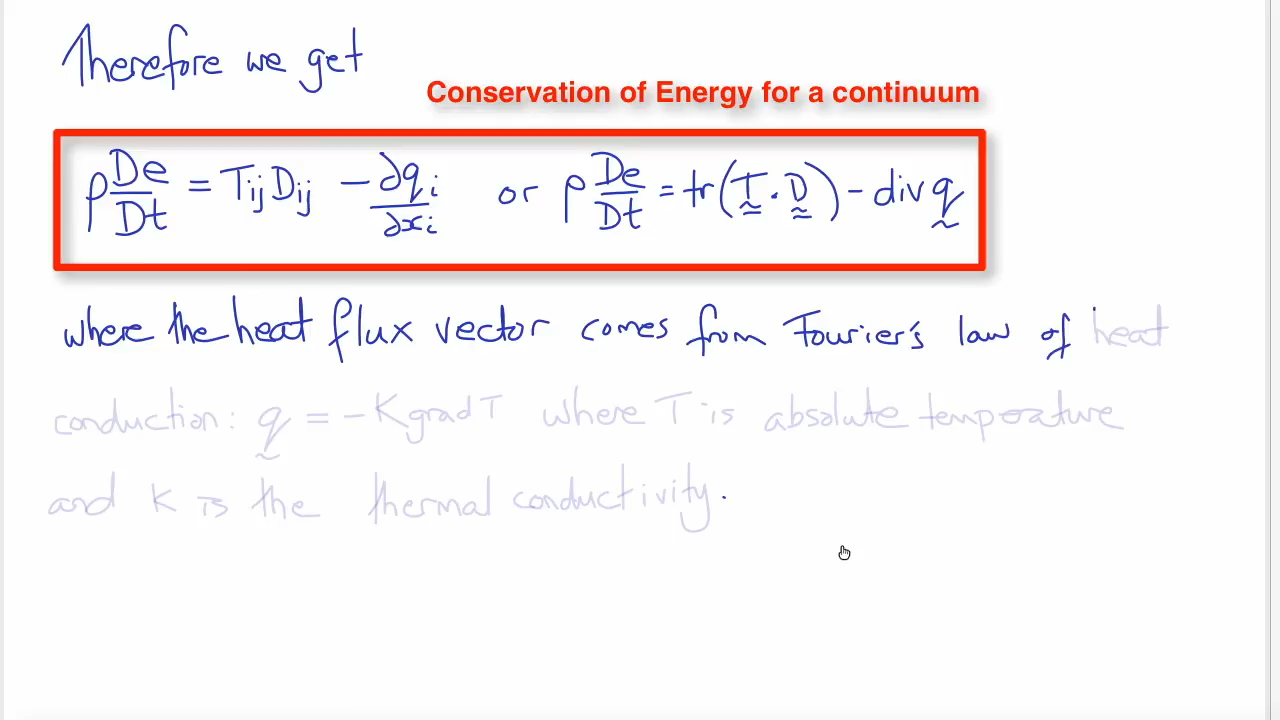 Therefore we get
Conservation of Energy for a continuum
ρ De/Dt = TijDij − ∂qi/∂xi or ρ De/Dt = tr(T · D) − div q
where the heat flux vector comes from Fourier's law of heat
conduction: q = −K grad T where T is absolute temperature
and K is the thermal conductivity.